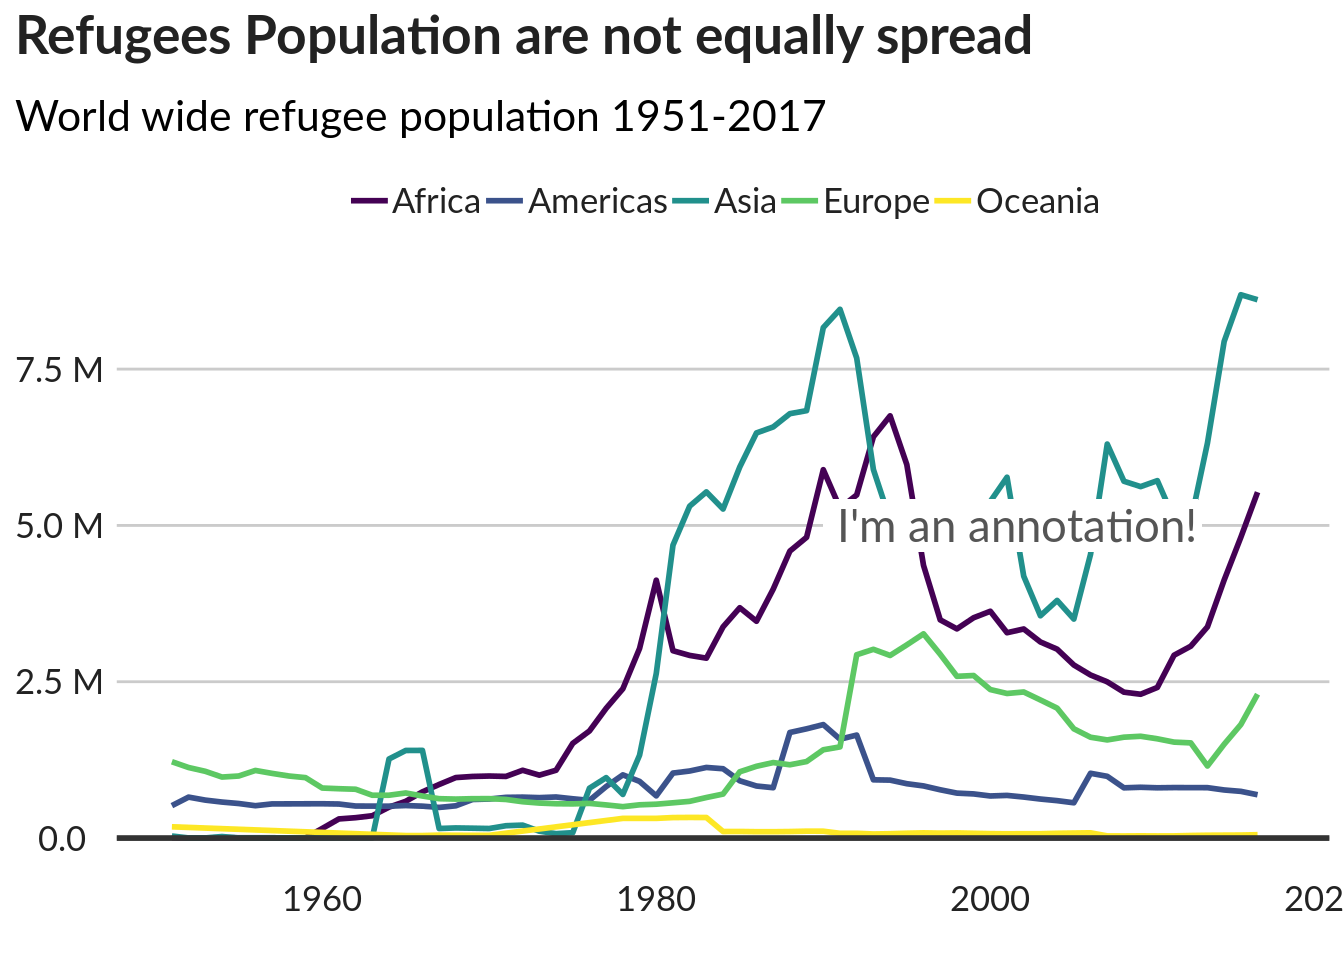 Refugees Population are not equally spread
World wide refugee population 1951-2017
Africa Americas Asia Europe Oceania
7.5 M
5.0 M
I'm an annotation!
2.5 M
0.0
1960 1980 2000 202